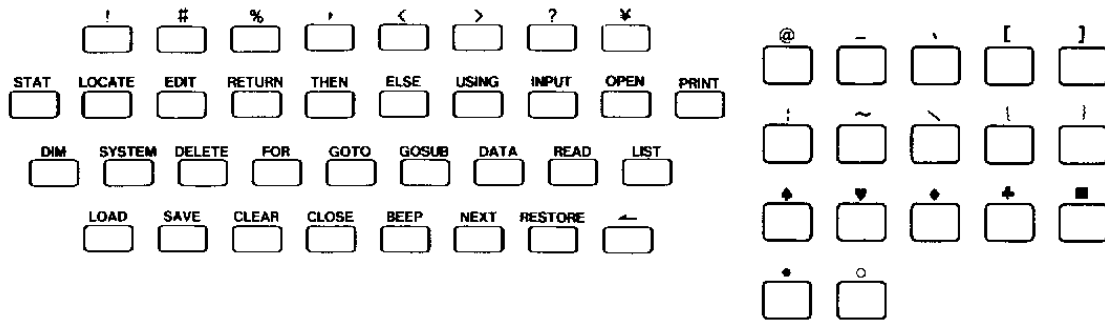 ! # % ' < > ? ¥
STAT LOCATE EDIT RETURN THEN ELSE USING INPUT OPEN PRINT
DIM SYSTEM DELETE FOR GOTO GOSUB DATA READ LIST
LOAD SAVE CLEAR CLOSE BEEP NEXT RESTORE ←
@ _ ` [ ]
¦ ~ \ { }
♠ ♥ ♦ ♣ ■
● ○